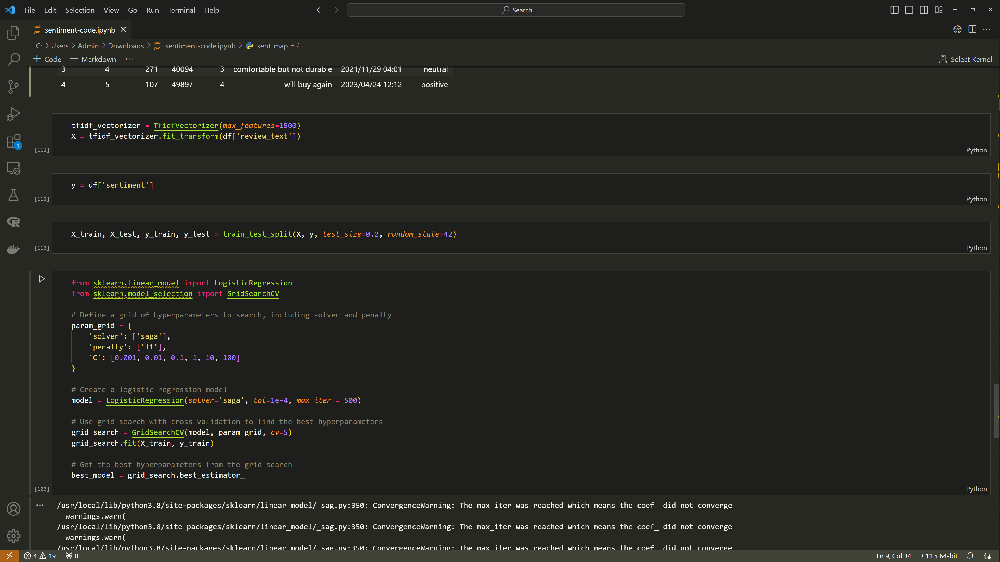 File Edit Selection View Go Run Terminal Help
Search
sentiment-code.ipynb
C: > Users > Admin > Downloads > sentiment-code.ipynb > sent_map = {
+ Code + Markdown ...
Select Kernel
3 4 271 40094 3 comfortable but not durable 2021/11/29 04:01 neutral
4 5 107 49897 4 will buy again 2023/04/24 12:12 positive
tfidf_vectorizer = TfidfVectorizer(max_features=1500)
X = tfidf_vectorizer.fit_transform(df['review_text'])
[111]
Python
y = df['sentiment']
[112]
Python
X_train, X_test, y_train, y_test = train_test_split(X, y, test_size=0.2, random_state=42)
[113]
Python
from sklearn.linear_model import LogisticRegression
from sklearn.model_selection import GridSearchCV
# Define a grid of hyperparameters to search, including solver and penalty
param_grid = {
'solver': ['saga'],
'penalty': ['l1'],
'C': [0.001, 0.01, 0.1, 1, 10, 100]
}
# Create a logistic regression model
model = LogisticRegression(solver='saga', tol=1e-4, max_iter = 500)
# Use grid search with cross-validation to find the best hyperparameters
grid_search = GridSearchCV(model, param_grid, cv=5)
grid_search.fit(X_train, y_train)
# Get the best hyperparameters from the grid search
best_model = grid_search.best_estimator_
[123]
Python
/usr/local/lib/python3.8/site-packages/sklearn/linear_model/_sag.py:350: ConvergenceWarning: The max_iter was reached which means the coef_ did not converge
warnings.warn(
/usr/local/lib/python3.8/site-packages/sklearn/linear_model/_sag.py:350: ConvergenceWarning: The max_iter was reached which means the coef_ did not converge
warnings.warn(
/usr/local/lib/python3.8/site-packages/sklearn/linear_model/_sag.py:350: ConvergenceWarning: The max_iter was reached which means the coef_ did not converge
1
4 19 0
Ln 9, Col 34 3.11.5 64-bit